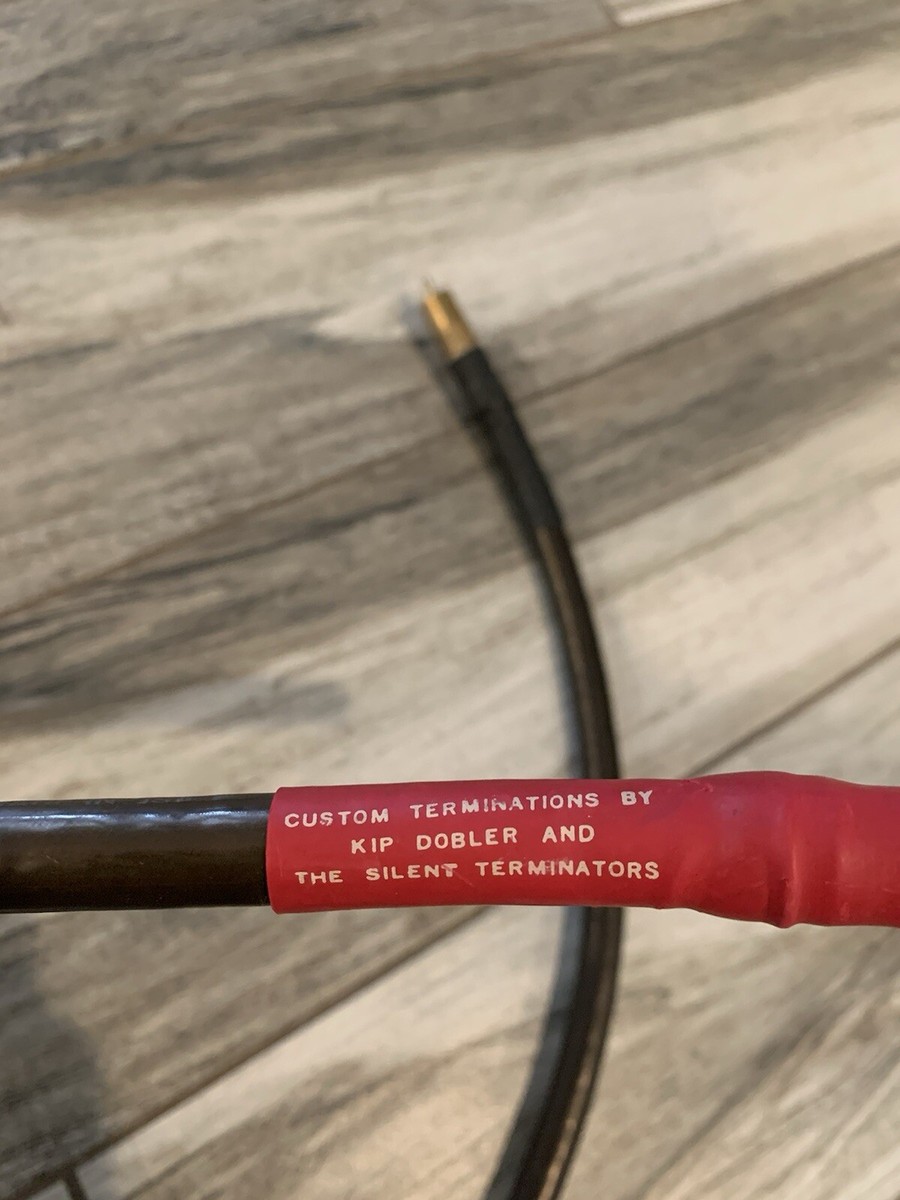 CUSTOM TERMINATIONS BY
KIP DOBLER AND
THE SILENT TERMINATORS